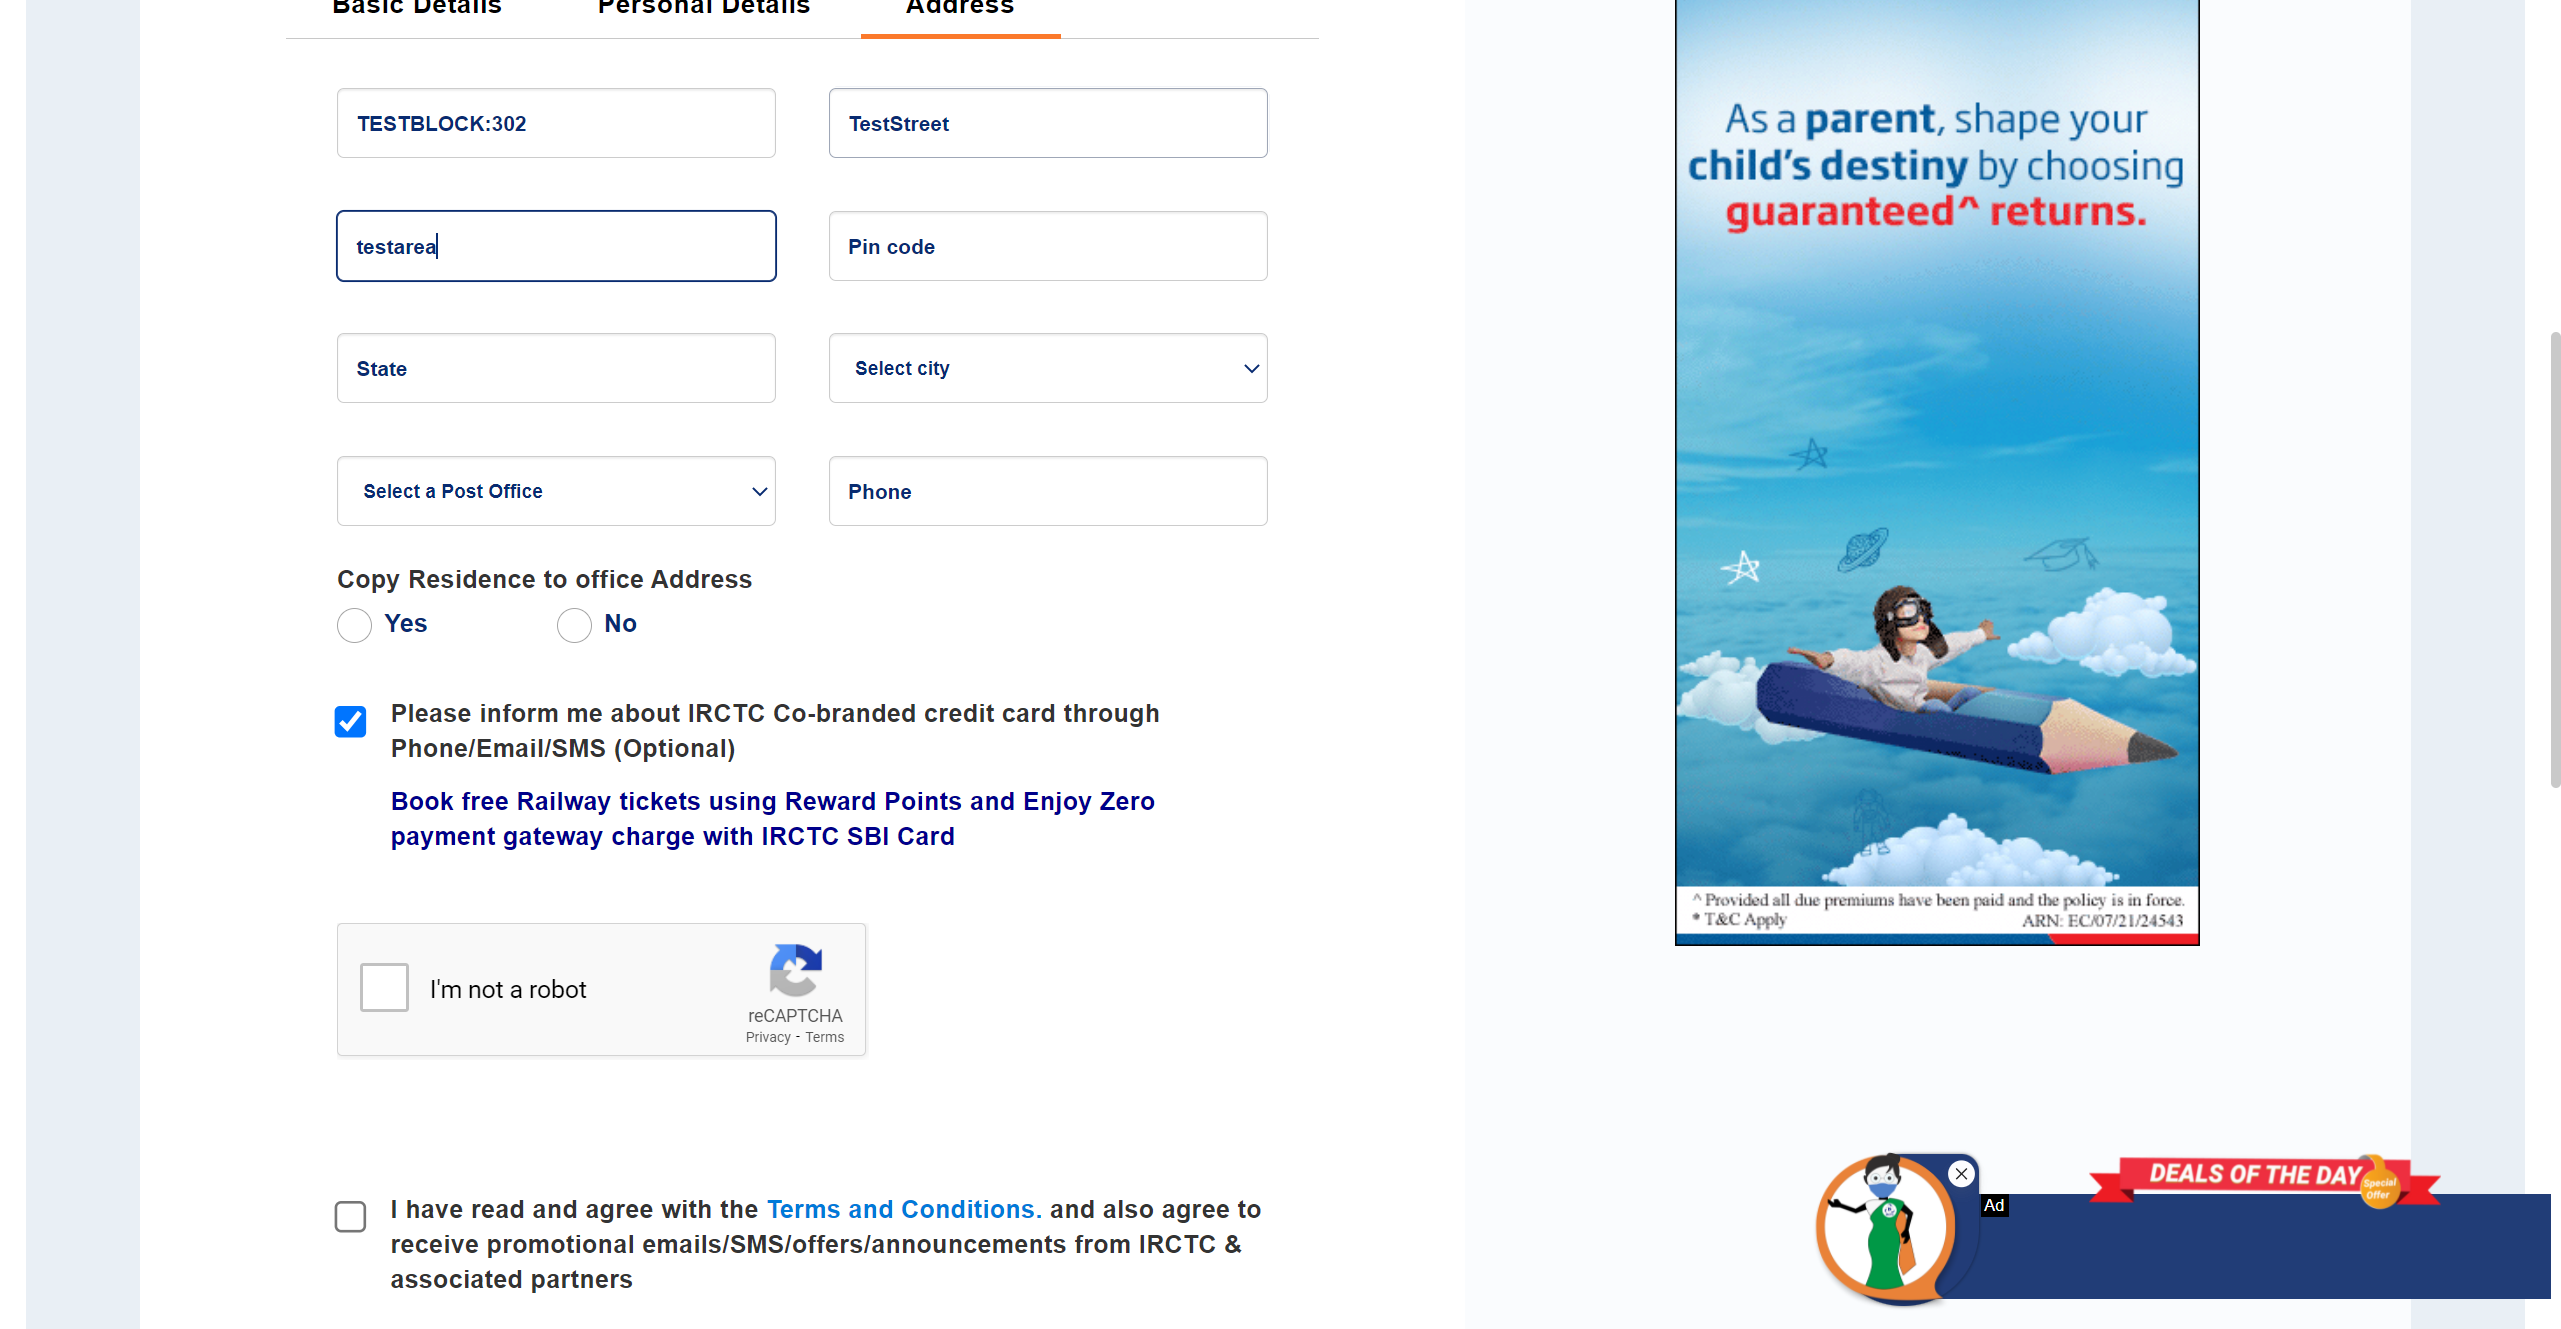 Basic Details
Personal Details
Address
TESTBLOCK:302
TestStreet
testarea
Pin code
State
Select city
Select a Post Office
Phone
Copy Residence to office Address
Yes
No
Please inform me about IRCTC Co-branded credit card through
Phone/Email/SMS (Optional)
Book free Railway tickets using Reward Points and Enjoy Zero
payment gateway charge with IRCTC SBI Card
I'm not a robot
reCAPTCHA
Privacy - Terms
I have read and agree with the Terms and Conditions. and also agree to
receive promotional emails/SMS/offers/announcements from IRCTC &
associated partners
As a parent, shape your
child's destiny by choosing
guaranteed^ returns.
^ Provided all due premiums have been paid and the policy is in force.
* T&C Apply
ARN: EC/07/21/24543
DEALS OF THE DAY
Special
Offer
Ad